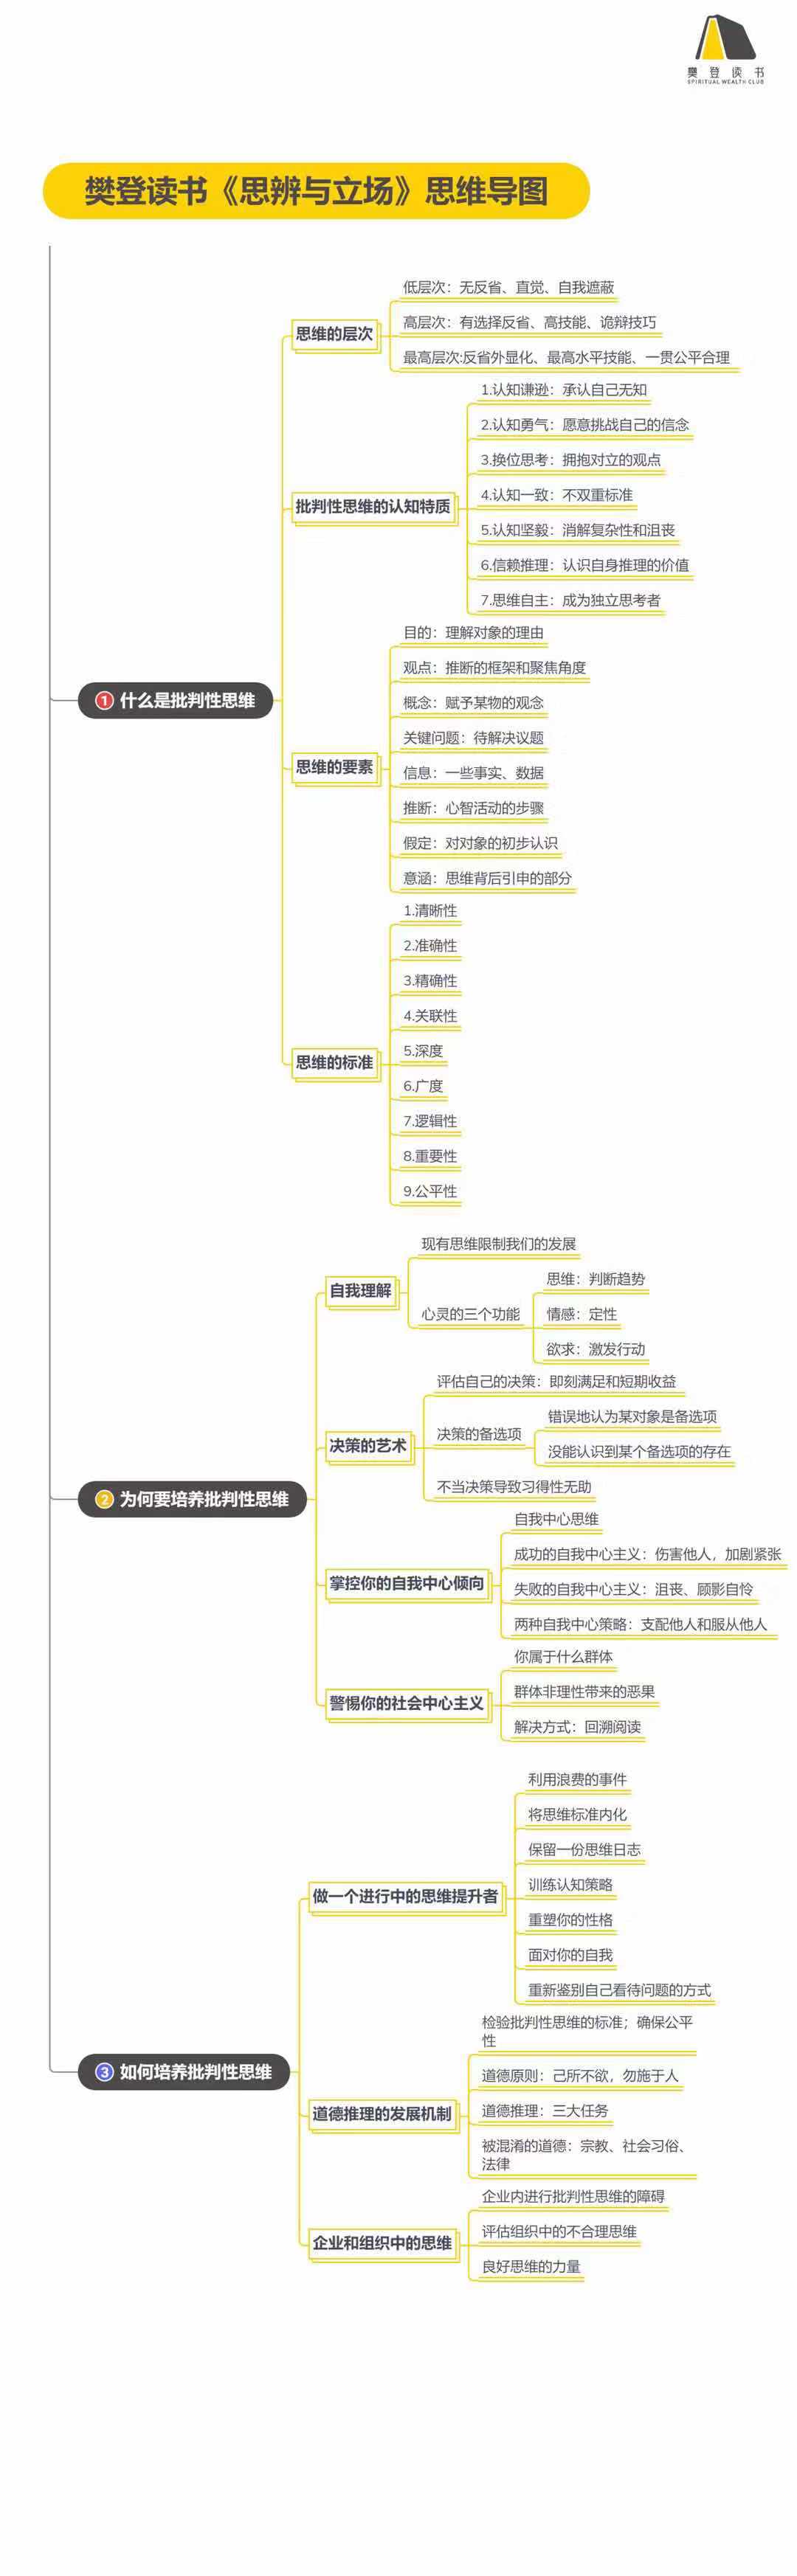 樊登读书
SPIRITUAL WEALTH CLUB
樊登读书《思辨与立场》思维导图
1 什么是批判性思维
思维的层次
低层次：无反省、直觉、自我遮蔽
高层次：有选择反省、高技能、诡辩技巧
最高层次:反省外显化、最高水平技能、一贯公平合理
批判性思维的认知特质
1.认知谦逊：承认自己无知
2.认知勇气：愿意挑战自己的信念
3.换位思考：拥抱对立的观点
4.认知一致：不双重标准
5.认知坚毅：消解复杂性和沮丧
6.信赖推理：认识自身推理的价值
7.思维自主：成为独立思考者
思维的要素
目的：理解对象的理由
观点：推断的框架和聚焦角度
概念：赋予某物的观念
关键问题：待解决议题
信息：一些事实、数据
推断：心智活动的步骤
假定：对对象的初步认识
意涵：思维背后引申的部分
思维的标准
1.清晰性
2.准确性
3.精确性
4.关联性
5.深度
6.广度
7.逻辑性
8.重要性
9.公平性
2 为何要培养批判性思维
自我理解
现有思维限制我们的发展
心灵的三个功能
思维：判断趋势
情感：定性
欲求：激发行动
决策的艺术
评估自己的决策：即刻满足和短期收益
决策的备选项
错误地认为某对象是备选项
没能认识到某个备选项的存在
不当决策导致习得性无助
掌控你的自我中心倾向
自我中心思维
成功的自我中心主义：伤害他人，加剧紧张
失败的自我中心主义：沮丧、顾影自怜
两种自我中心策略：支配他人和服从他人
警惕你的社会中心主义
你属于什么群体
群体非理性带来的恶果
解决方式：回溯阅读
3 如何培养批判性思维
做一个进行中的思维提升者
利用浪费的事件
将思维标准内化
保留一份思维日志
训练认知策略
重塑你的性格
面对你的自我
重新鉴别自己看待问题的方式
道德推理的发展机制
检验批判性思维的标准；确保公平
性
道德原则：己所不欲，勿施于人
道德推理：三大任务
被混淆的道德：宗教、社会习俗、
法律
企业和组织中的思维
企业内进行批判性思维的障碍
评估组织中的不合理思维
良好思维的力量